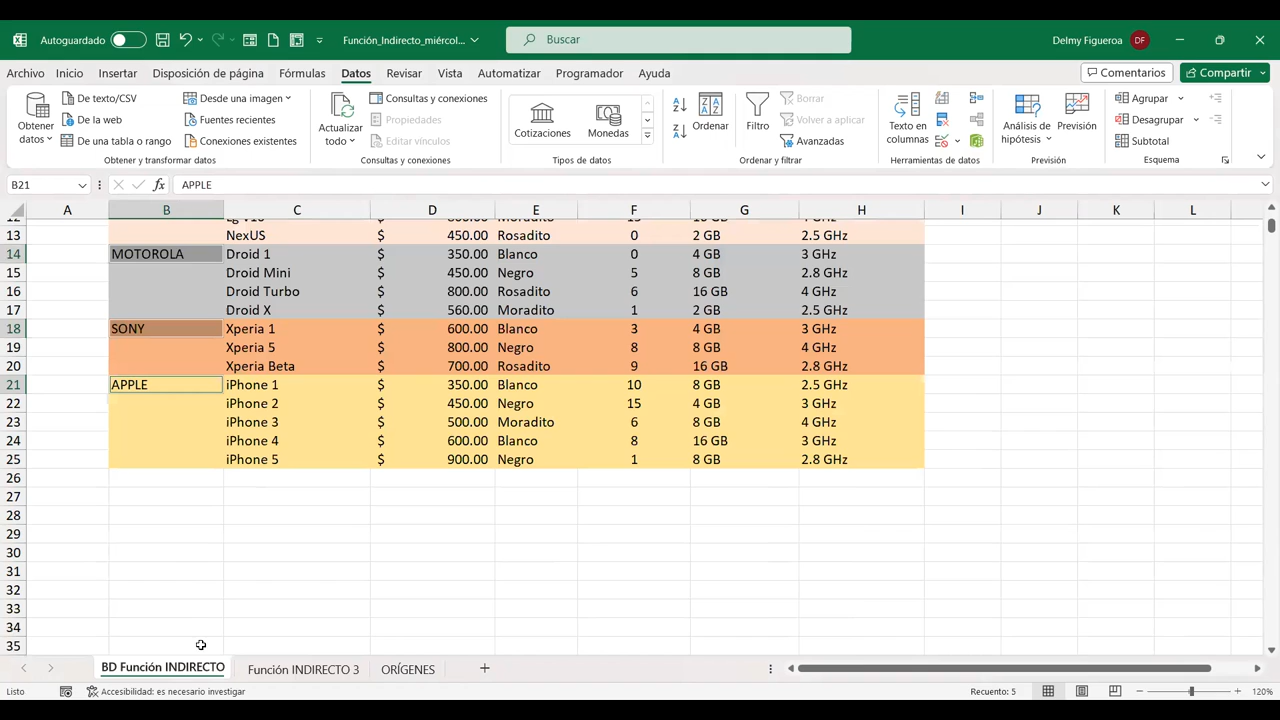 Autoguardado
Función_Indirecto_miércol...
Buscar
Delmy Figueroa DF
Archivo Inicio Insertar Disposición de página Fórmulas Datos Revisar Vista Automatizar Programador Ayuda
Comentarios Compartir
Obtener datos
De texto/CSV
De la web
De una tabla o rango
Desde una imagen
Fuentes recientes
Conexiones existentes
Obtener y transformar datos
Actualizar todo
Consultas y conexiones
Propiedades
Editar vínculos
Consultas y conexiones
Cotizaciones Monedas
Tipos de datos
Ordenar Filtro
Borrar
Volver a aplicar
Avanzadas
Ordenar y filtrar
Texto en columnas
Herramientas de datos
Análisis de hipótesis
Previsión
Previsión
Agrupar
Desagrupar
Subtotal
Esquema
B21 fx APPLE
A B C D E F G H I J K L
13 NexUS $ 450.00 Rosadito 0 2 GB 2.5 GHz
14 MOTOROLA Droid 1 $ 350.00 Blanco 0 4 GB 3 GHz
15 Droid Mini $ 450.00 Negro 5 8 GB 2.8 GHz
16 Droid Turbo $ 800.00 Rosadito 6 16 GB 4 GHz
17 Droid X $ 560.00 Moradito 1 2 GB 2.5 GHz
18 SONY Xperia 1 $ 600.00 Blanco 3 4 GB 3 GHz
19 Xperia 5 $ 800.00 Negro 8 8 GB 4 GHz
20 Xperia Beta $ 700.00 Rosadito 9 16 GB 2.8 GHz
21 APPLE iPhone 1 $ 350.00 Blanco 10 8 GB 2.5 GHz
22 iPhone 2 $ 450.00 Negro 15 4 GB 3 GHz
23 iPhone 3 $ 500.00 Moradito 6 8 GB 4 GHz
24 iPhone 4 $ 600.00 Blanco 8 16 GB 3 GHz
25 iPhone 5 $ 900.00 Negro 1 8 GB 2.8 GHz
26
27
28
29
30
31
32
33
34
35
BD Función INDIRECTO Función INDIRECTO 3 ORÍGENES
Listo Accesibilidad: es necesario investigar Recuento: 5 120%